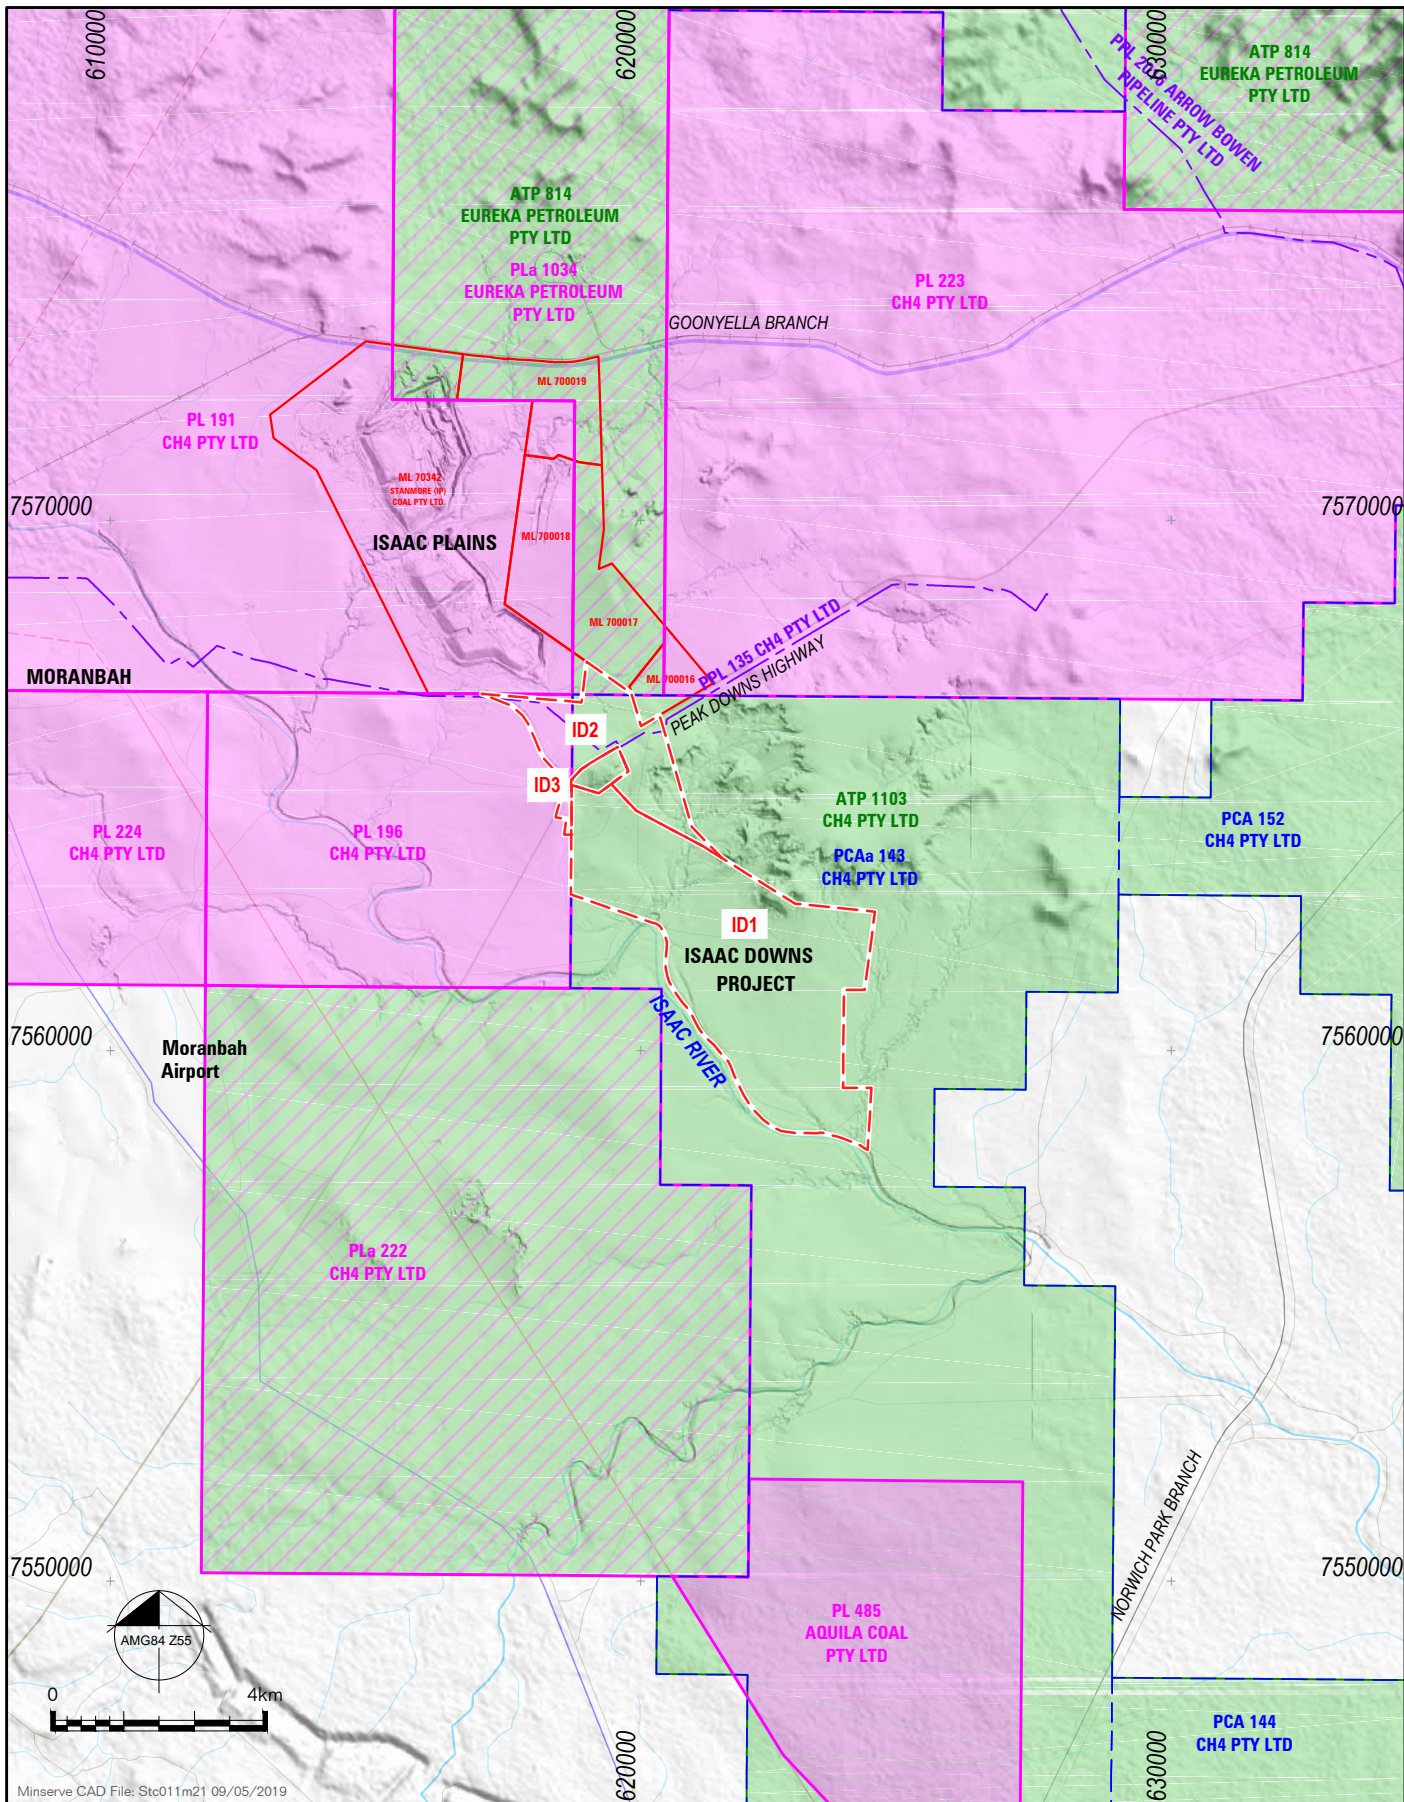 610000
620000
630000
PPL 2016 ARROW BOWEN
PIPELINE PTY LTD
ATP 814
EUREKA PETROLEUM
PTY LTD
ATP 814
EUREKA PETROLEUM
PTY LTD
PLa 1034
EUREKA PETROLEUM
PTY LTD
PL 223
CH4 PTY LTD
GOONYELLA BRANCH
ML 700019
PL 191
CH4 PTY LTD
ML 70342
STANMORE (IP)
COAL PTY LTD
7570000
7570000
ISAAC PLAINS
ML 700018
ML 700017
PPL 135 CH4 PTY LTD
PEAK DOWNS HIGHWAY
MORANBAH
ML 700016
ID2
ID3
ATP 1103
CH4 PTY LTD
PCAa 143
CH4 PTY LTD
PCA 152
CH4 PTY LTD
PL 224
CH4 PTY LTD
PL 196
CH4 PTY LTD
ID1
ISAAC DOWNS
PROJECT
ISAAC RIVER
7560000
7560000
Moranbah
Airport
PLa 222
CH4 PTY LTD
NORWICH PARK BRANCH
7550000
7550000
PL 485
AQUILA COAL
PTY LTD
AMG84 Z55
0 4km
PCA 144
CH4 PTY LTD
620000
630000
Minserve CAD File: Stc011m21 09/05/2019